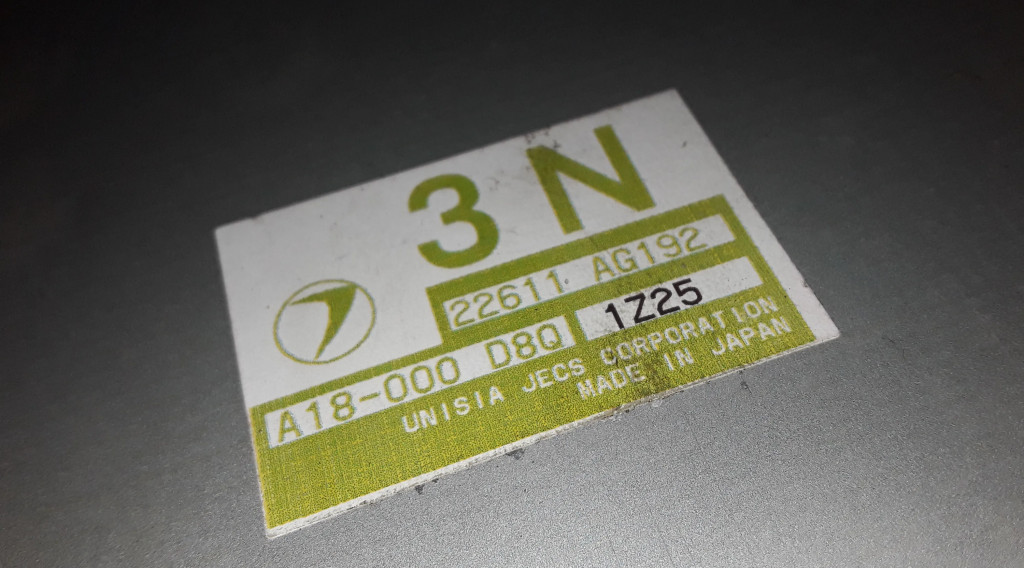 3N
22611 AG192
A18-000 D8Q 1Z25
UNISIA JECS CORPORATION
MADE IN JAPAN